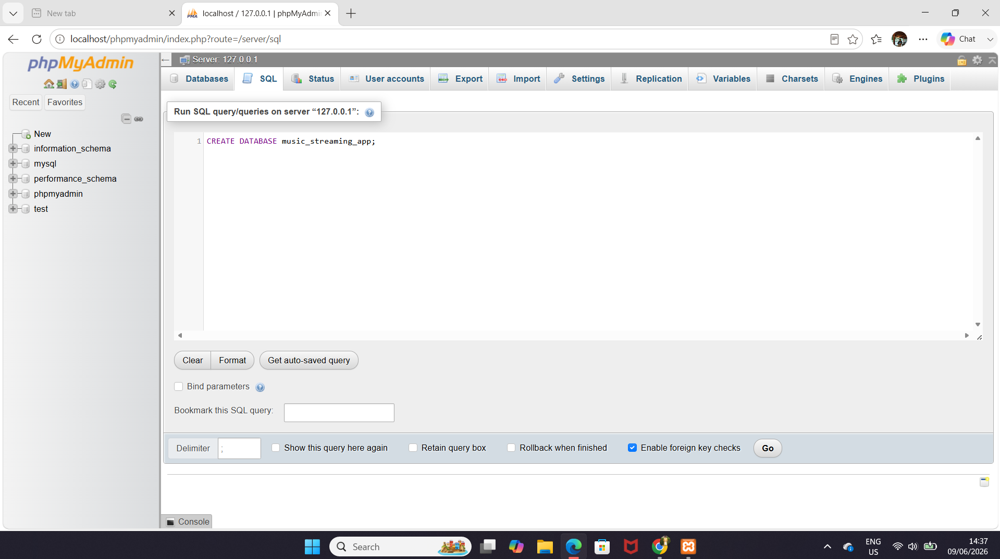 New tab
localhost / 127.0.0.1 | phpMyAdmi
localhost/phpmyadmin/index.php?route=/server/sql
Chat
phpMyAdmin
Recent
Favorites
New
information_schema
mysql
performance_schema
phpmyadmin
test
Server: 127.0.0.1
Databases
SQL
Status
User accounts
Export
Import
Settings
Replication
Variables
Charsets
Engines
Plugins
Run SQL query/queries on server “127.0.0.1”:
1 CREATE DATABASE music_streaming_app;
Clear
Format
Get auto-saved query
Bind parameters
Bookmark this SQL query:
Delimiter
;
Show this query here again
Retain query box
Rollback when finished
Enable foreign key checks
Go
Console
Search
ENG
US
14:37
09/06/2026